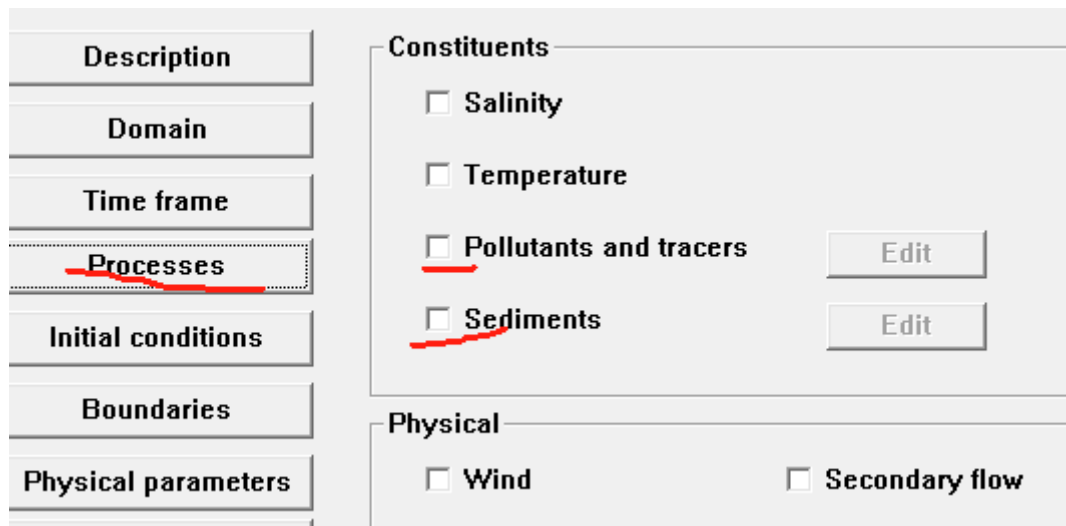 Description
Domain
Time frame
Processes
Initial conditions
Boundaries
Physical parameters
Constituents
Salinity
Temperature
Pollutants and tracers Edit
Sediments Edit
Physical
Wind Secondary flow